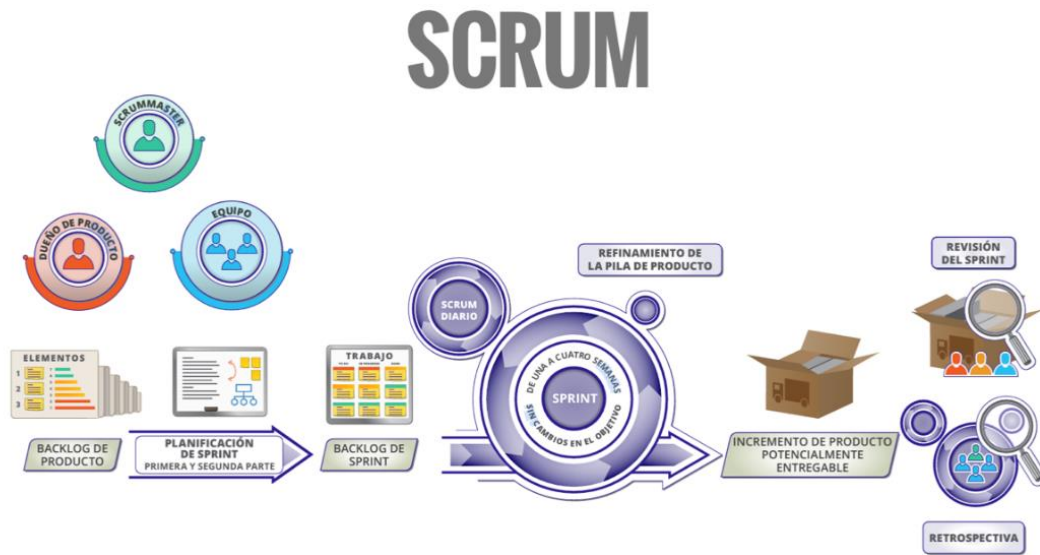 SCRUM
SCRUMMASTER
DUEÑO DE PRODUCTO
EQUIPO
ELEMENTOS
1
2
3
BACKLOG DE
PRODUCTO
PLANIFICACIÓN
DE SPRINT
PRIMERA Y SEGUNDA PARTE
TRABAJO
BACKLOG DE
SPRINT
SCRUM
DIARIO
REFINAMIENTO DE
LA PILA DE PRODUCTO
DE UNA A CUATRO SEMANAS
SPRINT
SIN CAMBIOS EN EL OBJETIVO
INCREMENTO DE PRODUCTO
POTENCIALMENTE
ENTREGABLE
REVISIÓN
DEL SPRINT
RETROSPECTIVA